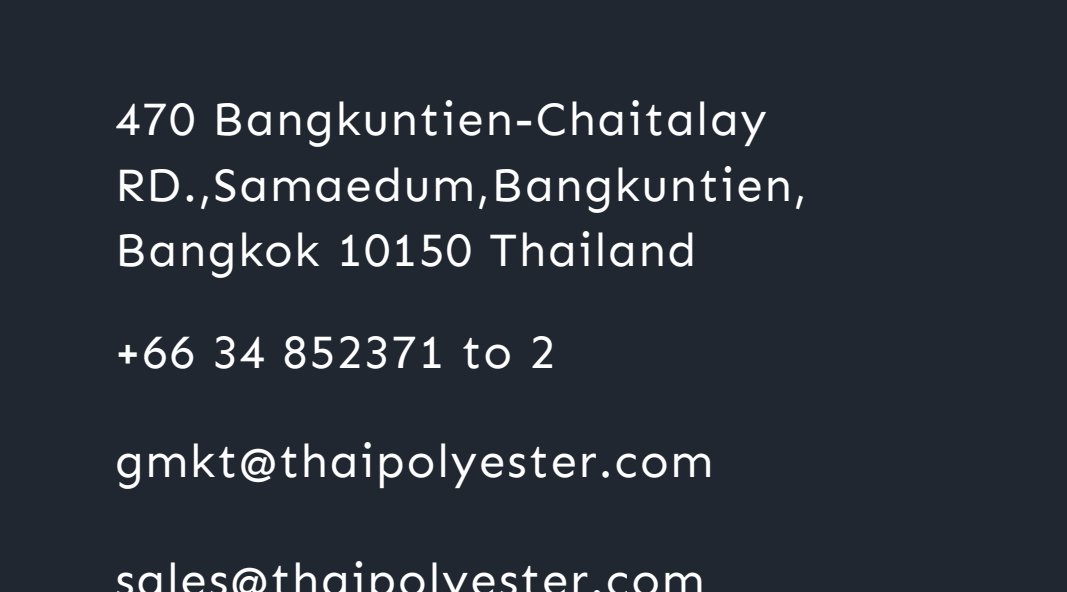 470 Bangkuntien-Chaitalay
RD.,Samaedum,Bangkuntien,
Bangkok 10150 Thailand
+66 34 852371 to 2
gmkt@thaipolyester.com
sales@thaipolyester.com